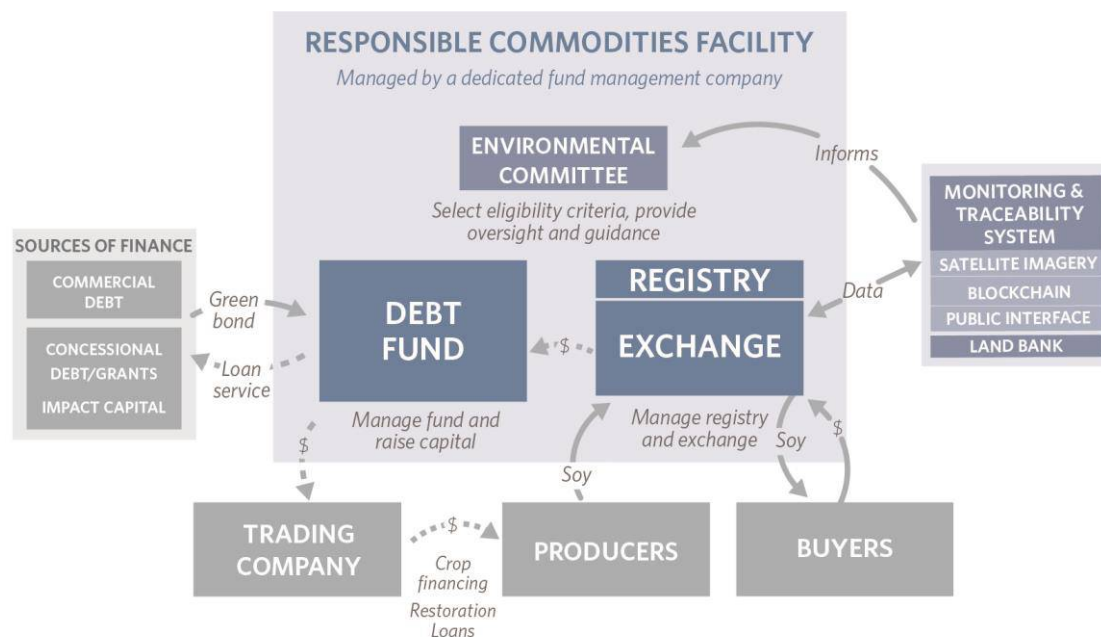 RESPONSIBLE COMMODITIES FACILITY
Managed by a dedicated fund management company
ENVIRONMENTAL
COMMITTEE
Select eligibility criteria, provide
oversight and guidance
Informs
MONITORING &
TRACEABILITY
SYSTEM
SATELLITE IMAGERY
BLOCKCHAIN
PUBLIC INTERFACE
LAND BANK
SOURCES OF FINANCE
COMMERCIAL
DEBT
CONCESSIONAL
DEBT/GRANTS
IMPACT CAPITAL
Green
bond
Loan
service
DEBT
FUND
Manage fund and
raise capital
$
REGISTRY
EXCHANGE
Manage registry
and exchange
Data
$
Soy
Soy
$
TRADING
COMPANY
$
Crop
financing
Restoration
Loans
PRODUCERS
BUYERS